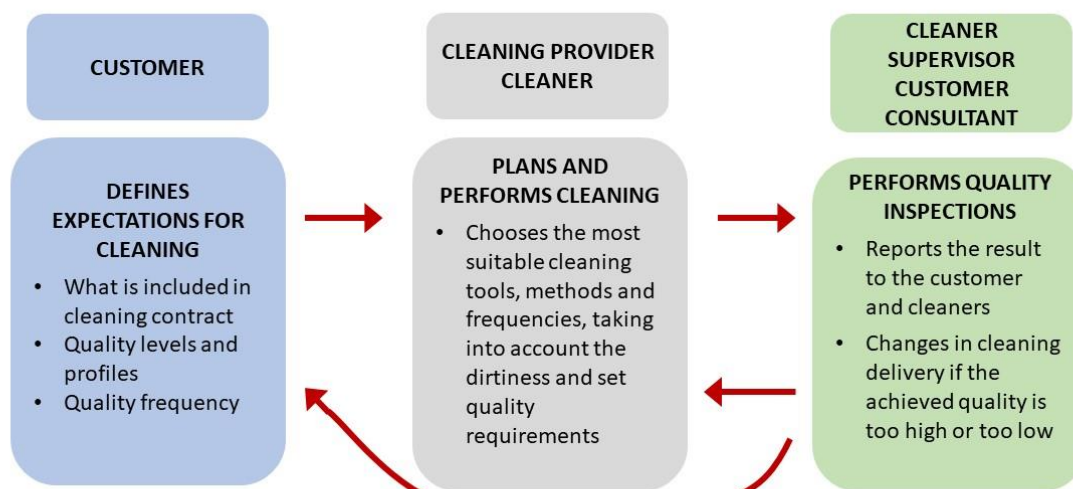 CUSTOMER
DEFINES
EXPECTATIONS FOR
CLEANING
• What is included in
cleaning contract
• Quality levels and
profiles
• Quality frequency
CLEANING PROVIDER
CLEANER
PLANS AND
PERFORMS CLEANING
• Chooses the most
suitable cleaning
tools, methods and
frequencies, taking
into account the
dirtiness and set
quality
requirements
CLEANER
SUPERVISOR
CUSTOMER
CONSULTANT
PERFORMS QUALITY
INSPECTIONS
• Reports the result
to the customer
and cleaners
• Changes in cleaning
delivery if the
achieved quality is
too high or too low